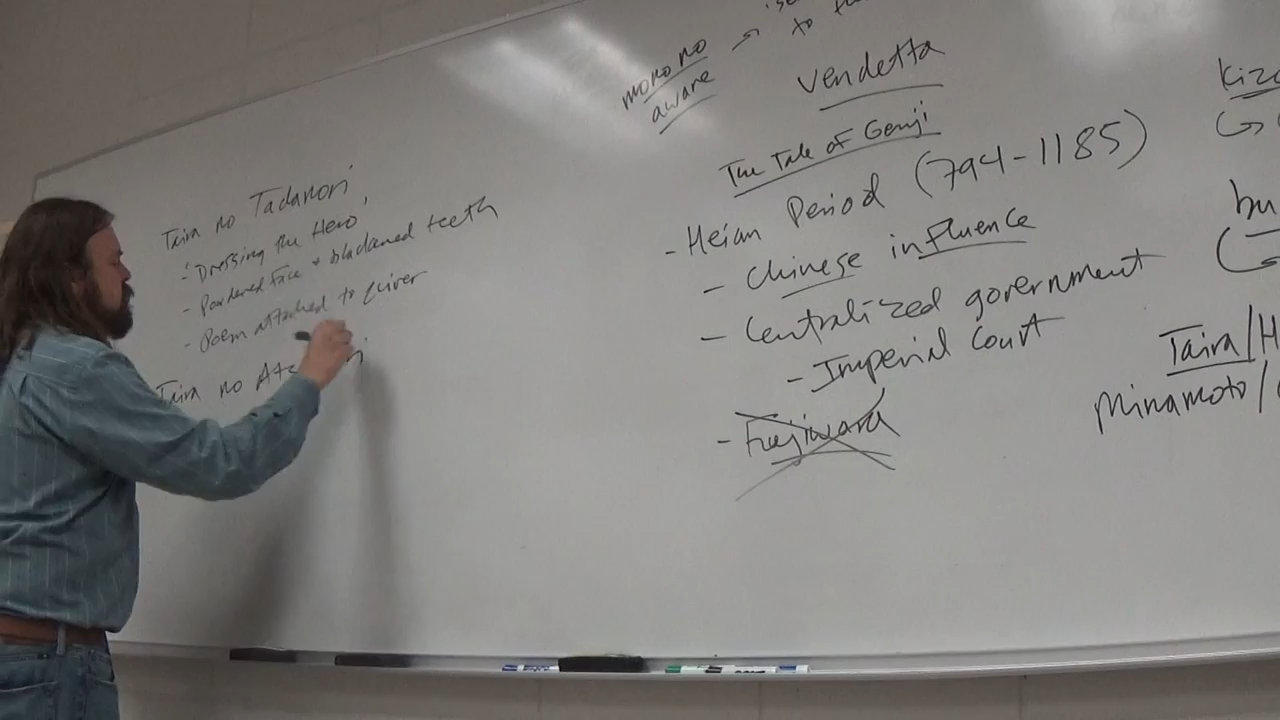 Taira no Tadanori
- 'Dressing the Hero'
- Powdered Face + blackened teeth
- Poem attached to quiver
Taira no
mono no
aware →
to
Vendetta
The Tale of Genji
- Heian Period (794-1185)
- Chinese influence
- Centralized government
- Imperial Court
- Fujiwara
Taira/H
Minamoto/